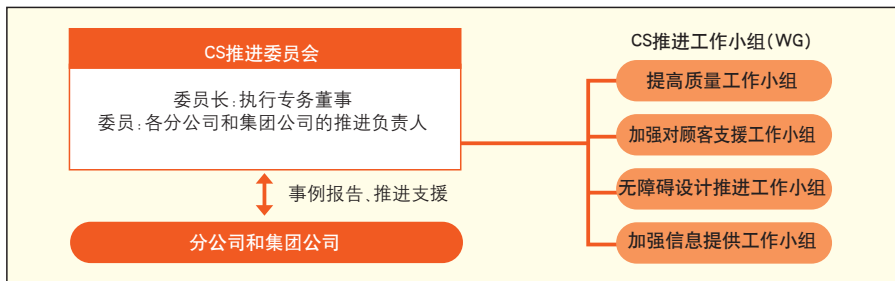 CS推进委员会
委员长:执行专务董事
委员:各分公司和集团公司的推进负责人
事例报告、推进支援
分公司和集团公司
CS推进工作小组(WG)
提高质量工作小组
加强对顾客支援工作小组
无障碍设计推进工作小组
加强信息提供工作小组